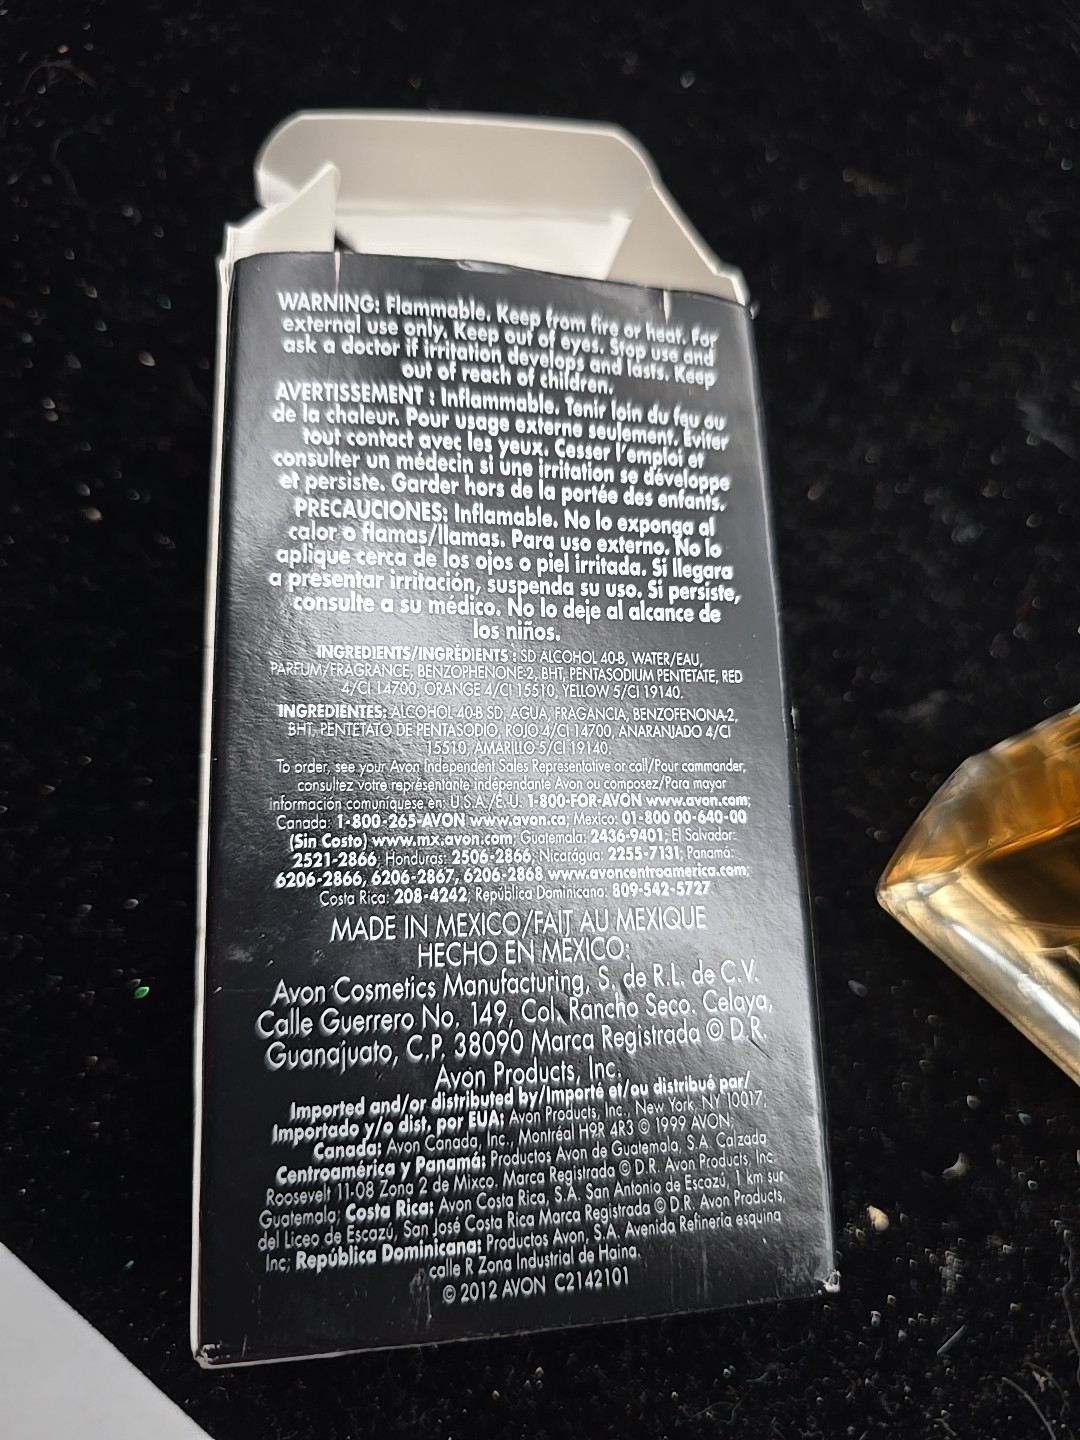 WARNING: Flammable. Keep from fire or heat. For
external use only. Keep out of eyes. Stop use and
ask a doctor if irritation develops and lasts. Keep
out of reach of children.
AVERTISSEMENT : Inflammable. Tenir loin du feu ou
de la chaleur. Pour usage externe seulement. Éviter
tout contact avec les yeux. Cesser l'emploi et
consulter un médecin si une irritation se développe
et persiste. Garder hors de la portée des enfants.
PRECAUCIONES: Inflamable. No lo exponga al
calor o flamas/llamas. Para uso externo. No lo
aplique cerca de los ojos o piel irritada. Si llegara
a presentar irritación, suspenda su uso. Si persiste,
consulte a su médico. No lo deje al alcance de
los niños.
INGREDIENTS/INGRÉDIENTS : SD ALCOHOL 40-B, WATER/EAU,
PARFUM/FRAGRANCE, BENZOPHENONE-2, BHT, PENTASODIUM PENTETATE, RED
4/CI 14700, ORANGE 4/CI 15510, YELLOW 5/CI 19140.
INGREDIENTES: ALCOHOL 40-B SD, AGUA, FRAGANCIA, BENZOFENONA-2,
BHT, PENTETATO DE PENTASODIO, ROJO 4/CI 14700, ANARANJADO 4/CI
15510, AMARILLO 5/CI 19140.
To order, see your Avon Independent Sales Representative or call/Pour commander,
consultez votre représentante indépendante Avon ou composez/Para mayor
información comuníquese en: U.S.A./E.U. 1-800-FOR-AVON www.avon.com;
Canada: 1-800-265-AVON www.avon.ca; Mexico: 01-800 00-640-00
(Sin Costo) www.mx.avon.com; Guatemala: 2436-9401; El Salvador:
2521-2866; Honduras: 2506-2866; Nicarágua: 2255-7131; Panamá:
6206-2866, 6206-2867, 6206-2868 www.avoncentroamerica.com;
Costa Rica: 208-4242; República Dominicana: 809-542-5727
MADE IN MEXICO/FAIT AU MEXIQUE
HECHO EN MÉXICO:
Avon Cosmetics Manufacturing, S. de R.L. de C.V.
Calle Guerrero No. 149, Col. Rancho Seco. Celaya,
Guanajuato, C.P. 38090 Marca Registrada © D.R.
Avon Products, Inc.
Imported and/or distributed by/Importé et/ou distribué par/
Importado y/o dist. por EUA: Avon Products, Inc., New York, NY 10017;
Canada: Avon Canada, Inc., Montréal H9R 4R3 © 1999 AVON;
Centroamérica y Panamá: Productos Avon de Guatemala, S.A. Calzada
Roosevelt 11-08 Zona 2 de Mixco. Marca Registrada © D.R. Avon Products, Inc.
Guatemala; Costa Rica: Avon Costa Rica, S.A. San Antonio de Escazú, 1 km sur
del Liceo de Escazú, San José Costa Rica Marca Registrada © D.R. Avon Products,
Inc; República Dominicana: Productos Avon, S.A. Avenida Refinería esquina
calle R Zona Industrial de Haina.
© 2012 AVON C2142101